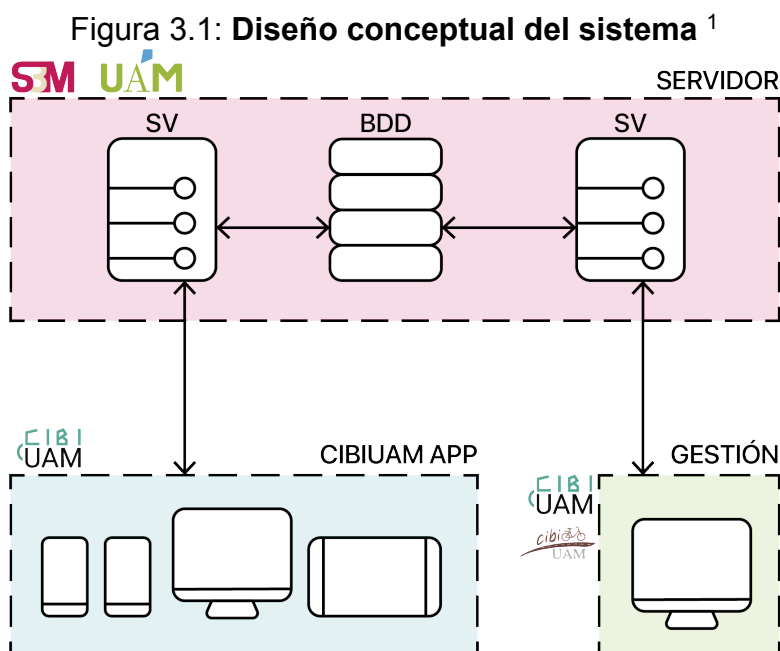 Figura 3.1: Diseño conceptual del sistema ¹
S3M UAM
SERVIDOR
SV BDD SV
CIBI
UAM
CIBIUAM APP
GESTIÓN
CIBI
UAM
cibi
UAM